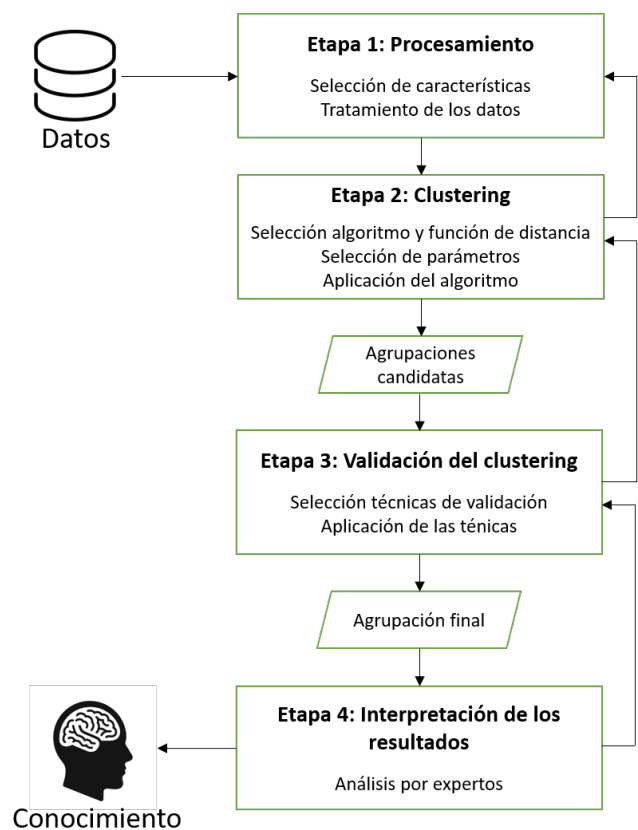 Datos
Etapa 1: Procesamiento
Selección de características
Tratamiento de los datos
Etapa 2: Clustering
Selección algoritmo y función de distancia
Selección de parámetros
Aplicación del algoritmo
Agrupaciones
candidatas
Etapa 3: Validación del clustering
Selección técnicas de validación
Aplicación de las ténicas
Agrupación final
Etapa 4: Interpretación de los
resultados
Análisis por expertos
Conocimiento